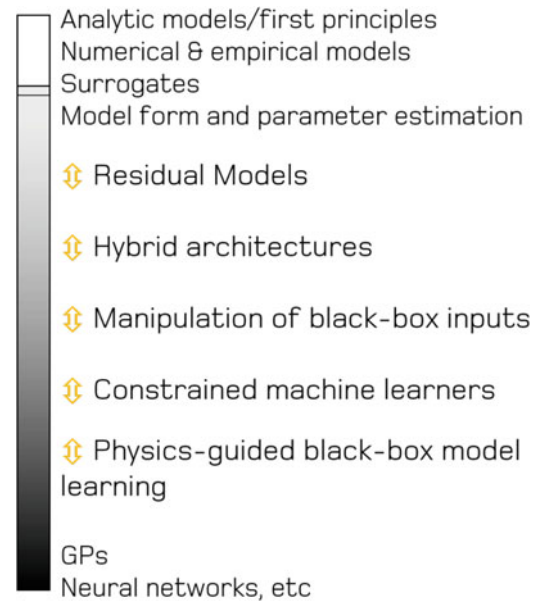 Analytic models/first principles
Numerical & empirical models
Surrogates
Model form and parameter estimation
Residual Models
Hybrid architectures
Manipulation of black-box inputs
Constrained machine learners
Physics-guided black-box model
learning
GPs
Neural networks, etc